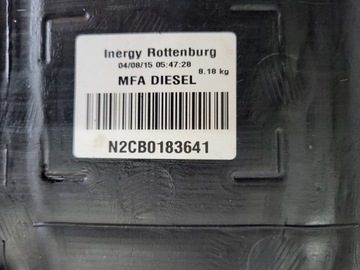 Inergy Rottenburg
04/08/15 05:47:28
8.18 kg
MFA DIESEL
N2CB0183641